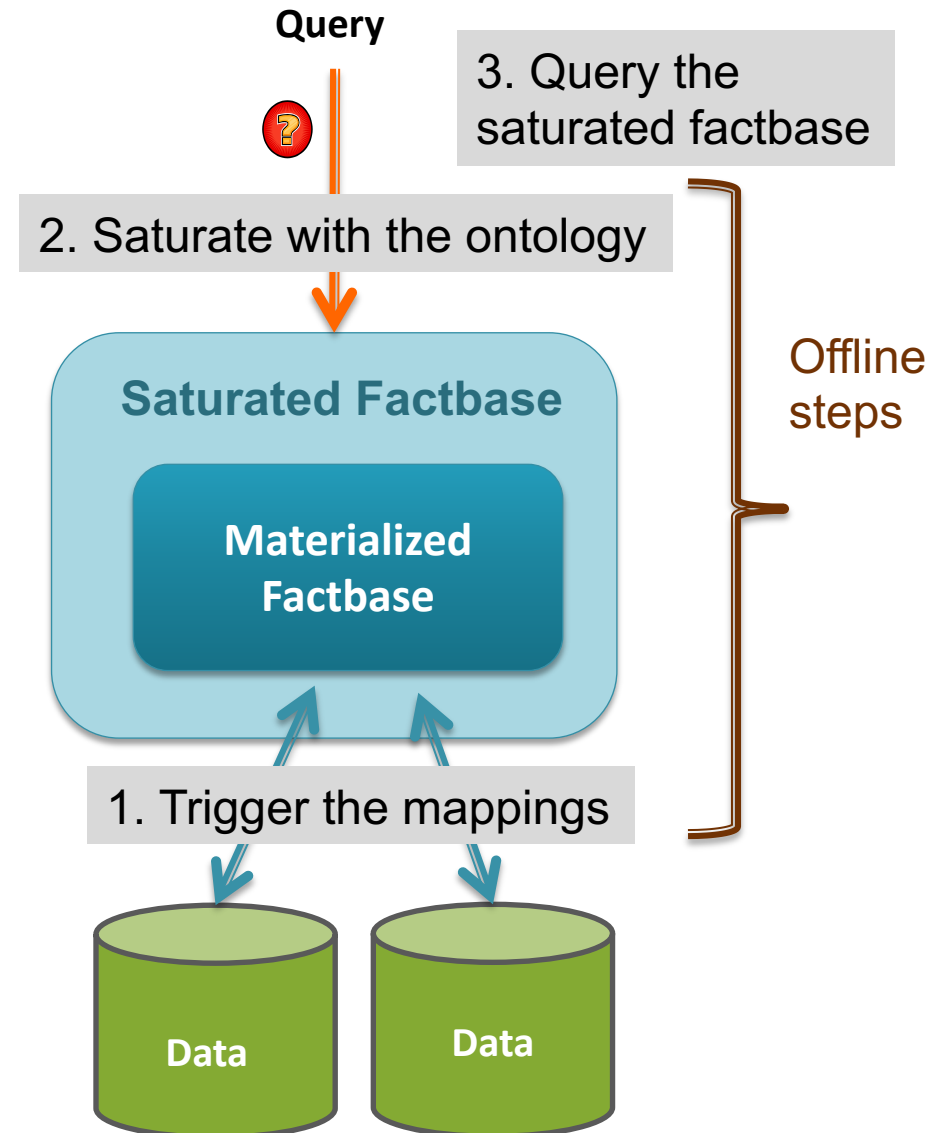 Query
3. Query the
saturated factbase
?
2. Saturate with the ontology
Offline
steps
Saturated Factbase
Materialized
Factbase
1. Trigger the mappings
Data
Data